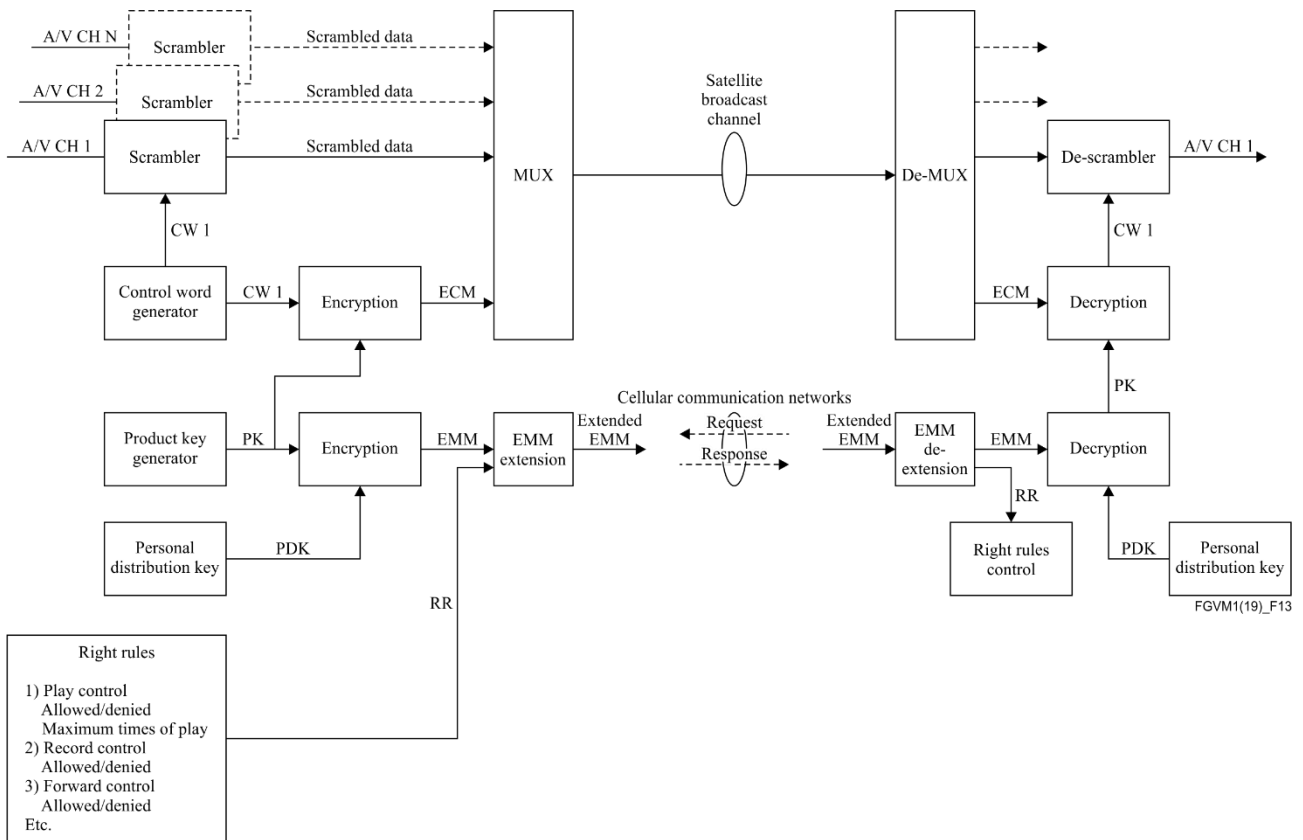 A/V CH N
Scrambler
Scrambled data
A/V CH 2
Scrambler
Scrambled data
A/V CH 1
Scrambler
Scrambled data
MUX
Satellite
broadcast
channel
De-MUX
De-scrambler
A/V CH 1
CW 1
CW 1
Control word
generator
CW 1
Encryption
ECM
ECM
Decryption
PK
Cellular communication networks
Product key
generator
PK
Encryption
EMM
EMM
extension
Extended
EMM
Request
Response
Extended
EMM
EMM
de-
extension
EMM
Decryption
RR
Personal
distribution key
PDK
Right rules
control
PDK
Personal
distribution key
RR
FGVM1(19)_F13
Right rules
1) Play control
Allowed/denied
Maximum times of play
2) Record control
Allowed/denied
3) Forward control
Allowed/denied
Etc.